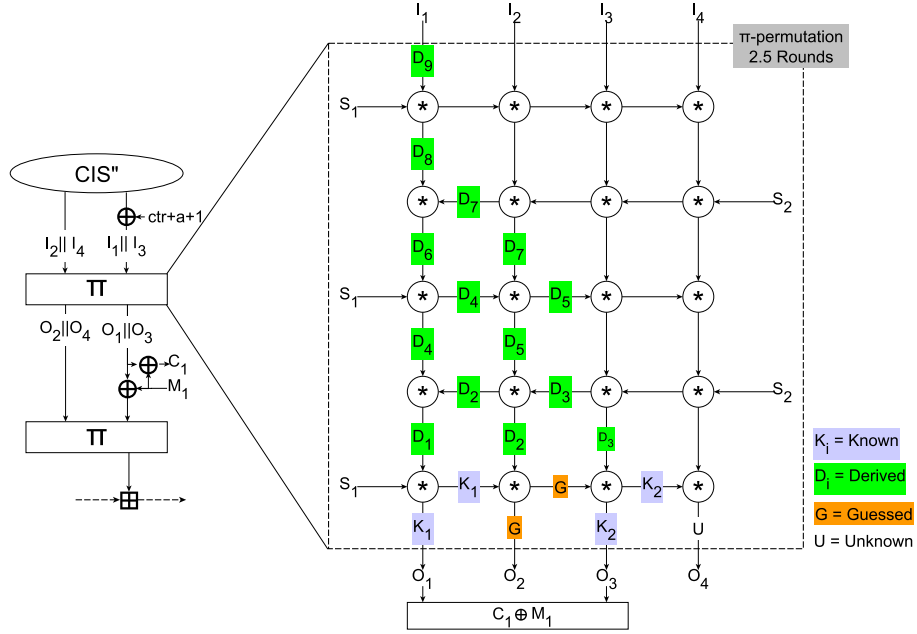 I₁ I₂ I₃ I₄
π-permutation
2.5 Rounds
D₉
S₁ * * * *
D₈
CIS"
ctr+a+1
* D₇ * * * S₂
I₂|| I₄ I₁|| I₃
D₆ D₇
π
S₁ * D₄ * D₅ * *
O₂||O₄ O₁||O₃
D₄ D₅
C₁
M₁
* D₂ * D₃ * * S₂
π
D₁ D₂ D₃
Kᵢ = Known
Dᵢ = Derived
S₁ * K₁ * G * K₂ *
G = Guessed
K₁ G K₂ U
U = Unknown
O₁ O₂ O₃ O₄
C₁ ⊕ M₁